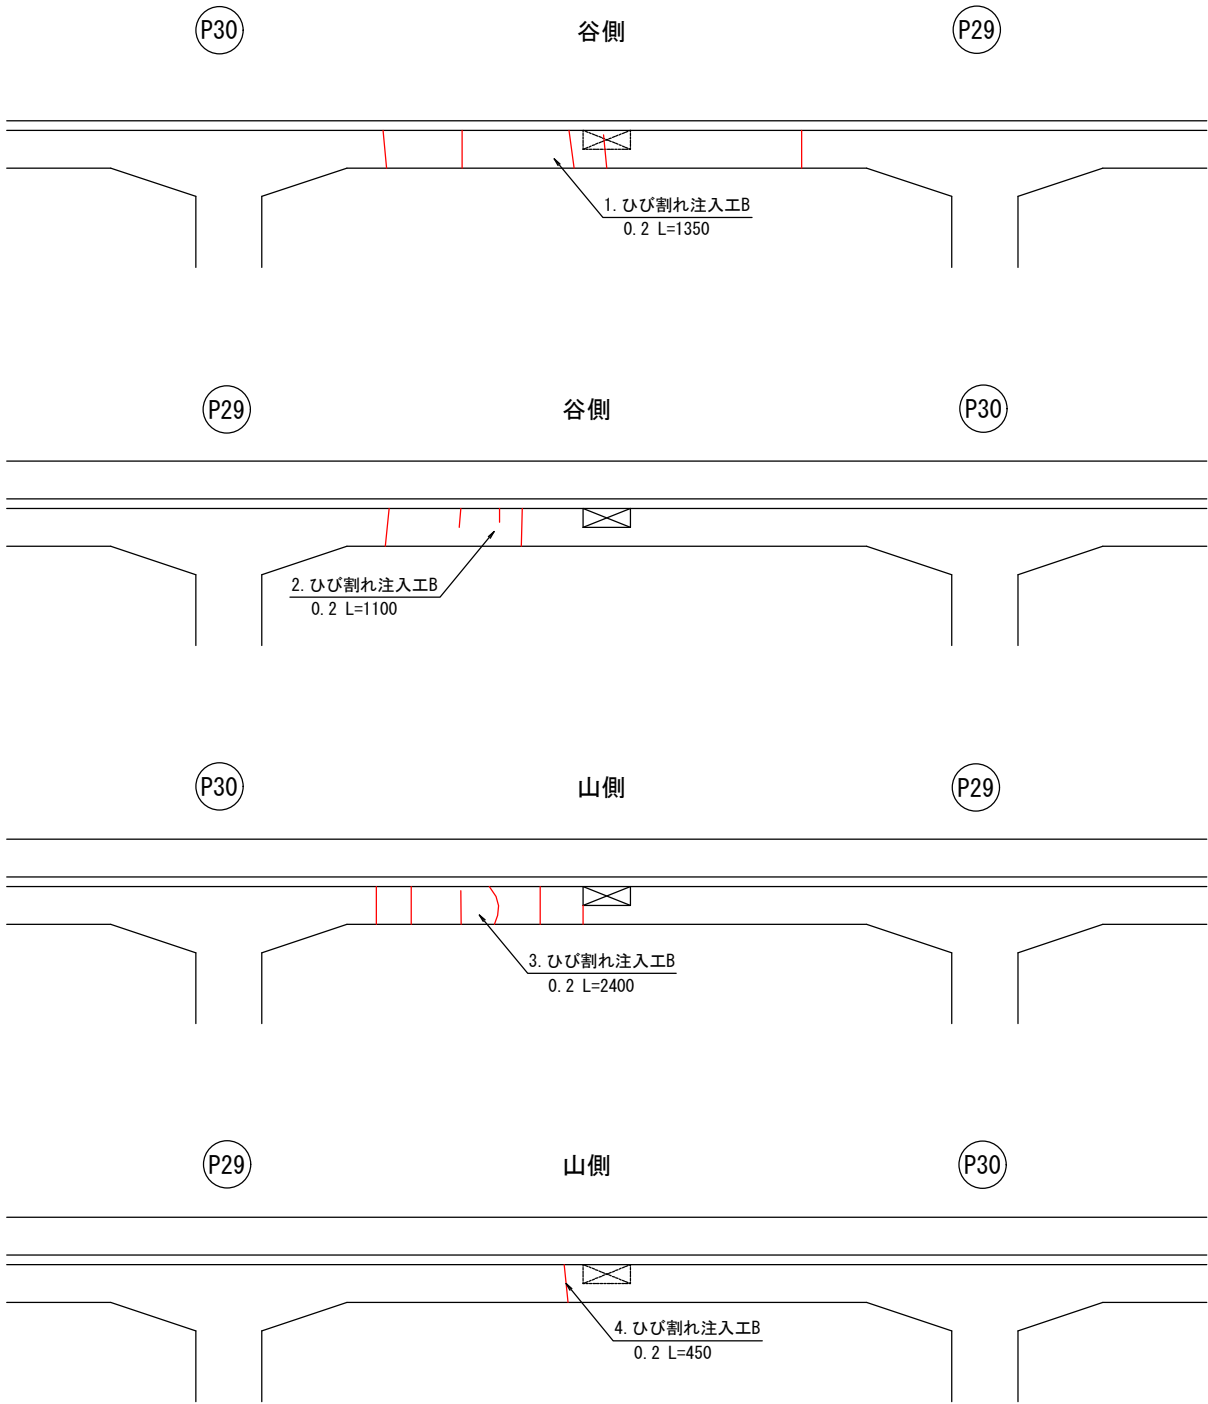 P30 谷側 P29
1. ひび割れ注入工B
0.2 L=1350
P29 谷側 P30
2. ひび割れ注入工B
0.2 L=1100
P30 山側 P29
3. ひび割れ注入工B
0.2 L=2400
P29 山側 P30
4. ひび割れ注入工B
0.2 L=450